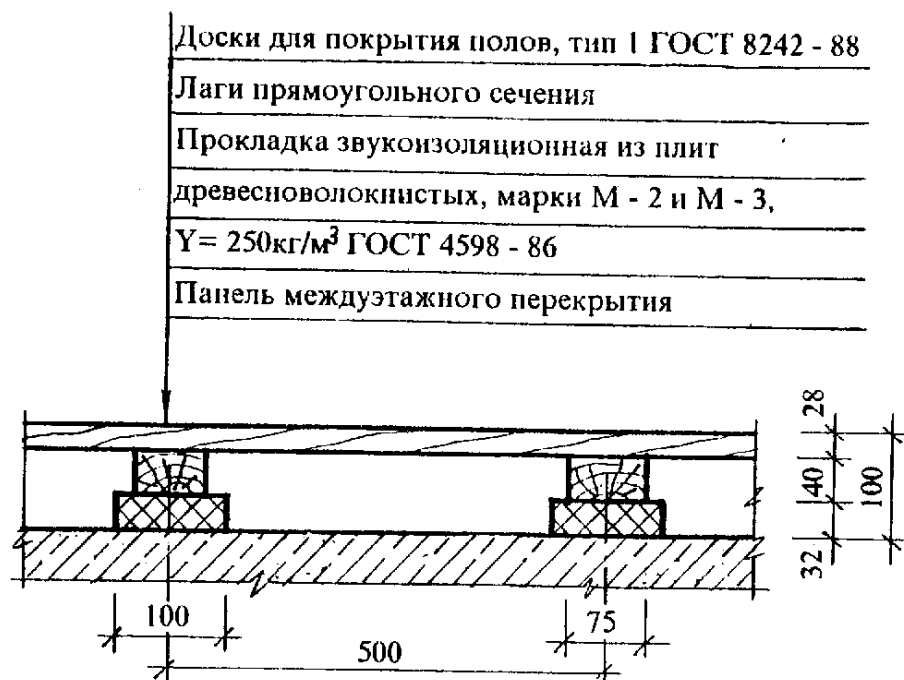 Доски для покрытия полов, тип 1 ГОСТ 8242 - 88
Лаги прямоугольного сечения
Прокладка звукоизоляционная из плит
древесноволокнистых, марки М - 2 и М - 3,
Y= 250кг/м³ ГОСТ 4598 - 86
Панель междуэтажного перекрытия
28
40
100
32
100
75
500